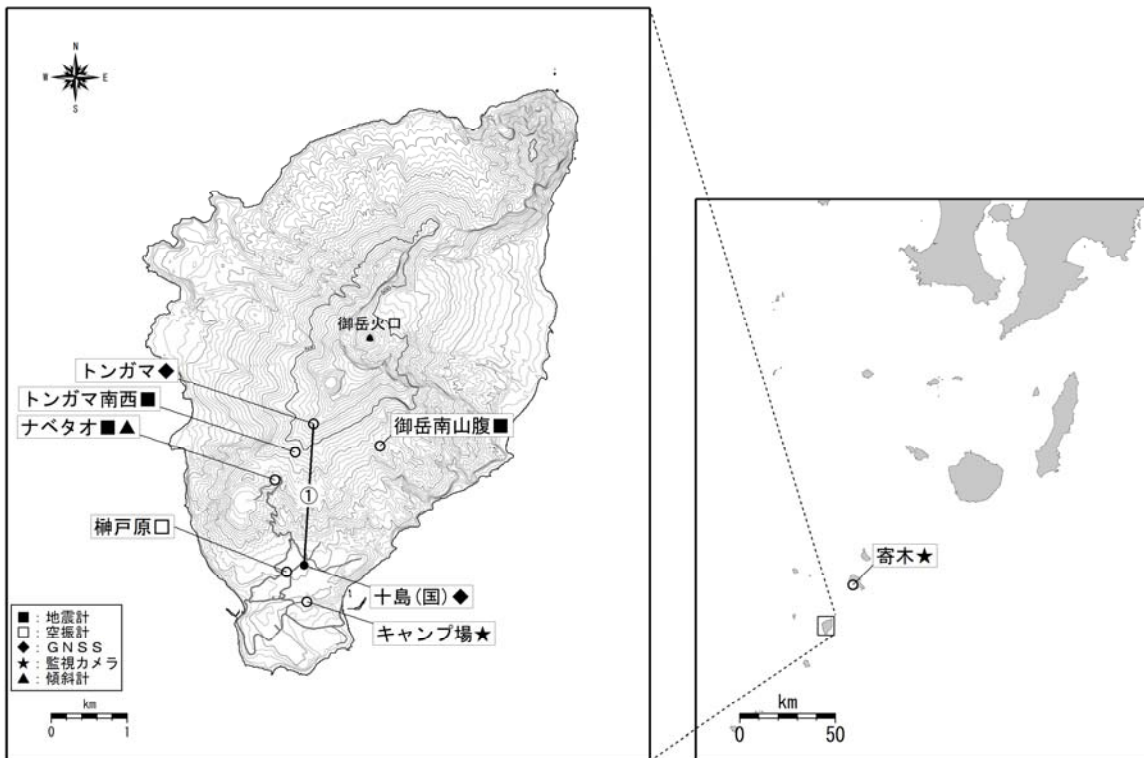 N
W E
S
御岳火口
トンガマ◆
トンガマ南西■
ナベタオ■▲
御岳南山腹■
①
榊戸原□
十島(国)◆
キャンプ場★
■：地震計
□：空振計
◆：GNSS
★：監視カメラ
▲：傾斜計
km
0 1
寄木★
km
0 50